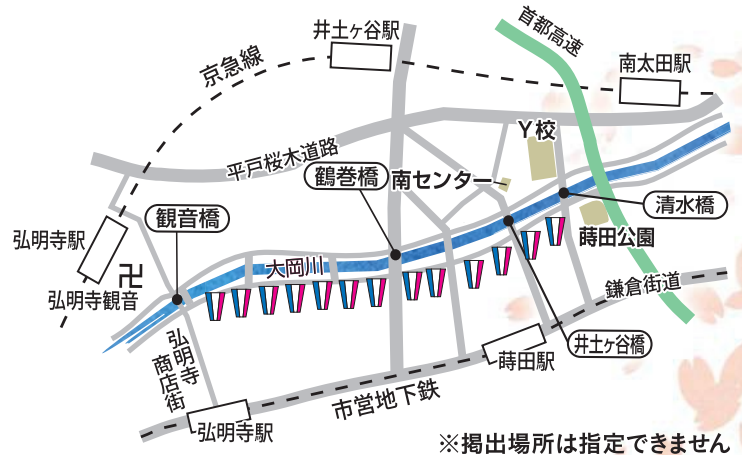 首都高速
井土ヶ谷駅
京急線
南太田駅
Y校
平戸桜木道路
鶴巻橋
南センター
清水橋
観音橋
弘明寺駅
卍
弘明寺観音
大岡川
蒔田公園
鎌倉街道
弘明寺
商店街
井土ヶ谷橋
蒔田駅
市営地下鉄
弘明寺駅
※掲出場所は指定できません